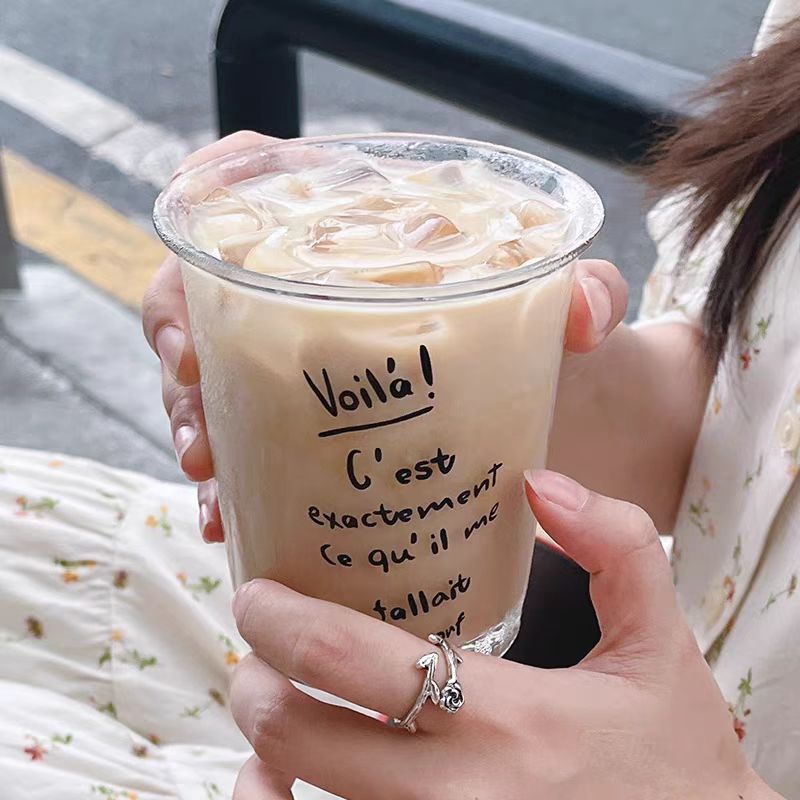 Voilà!
C'est
exactement
ce qu'il me
fallait